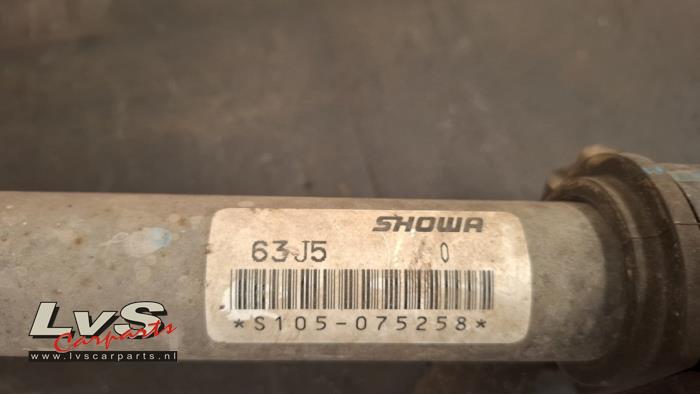 SHOWA
63J5 0
*S105-075258*
LvS
Carparts
www.lvscarparts.nl